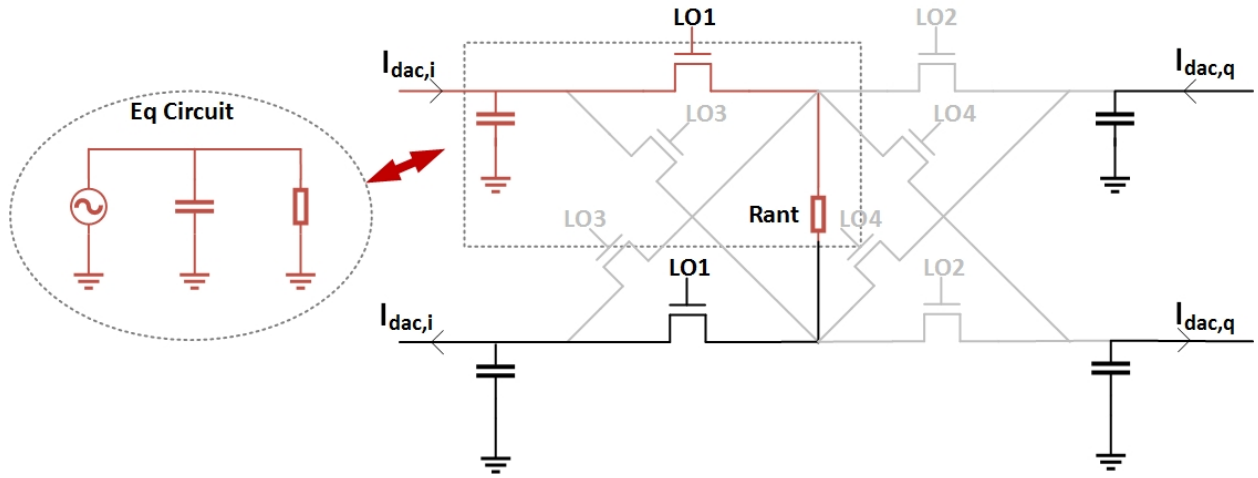 LO1
LO2
I_dac,i
I_dac,q
Eq Circuit
LO3
LO4
Rant
LO3
LO4
LO1
LO2
I_dac,i
I_dac,q